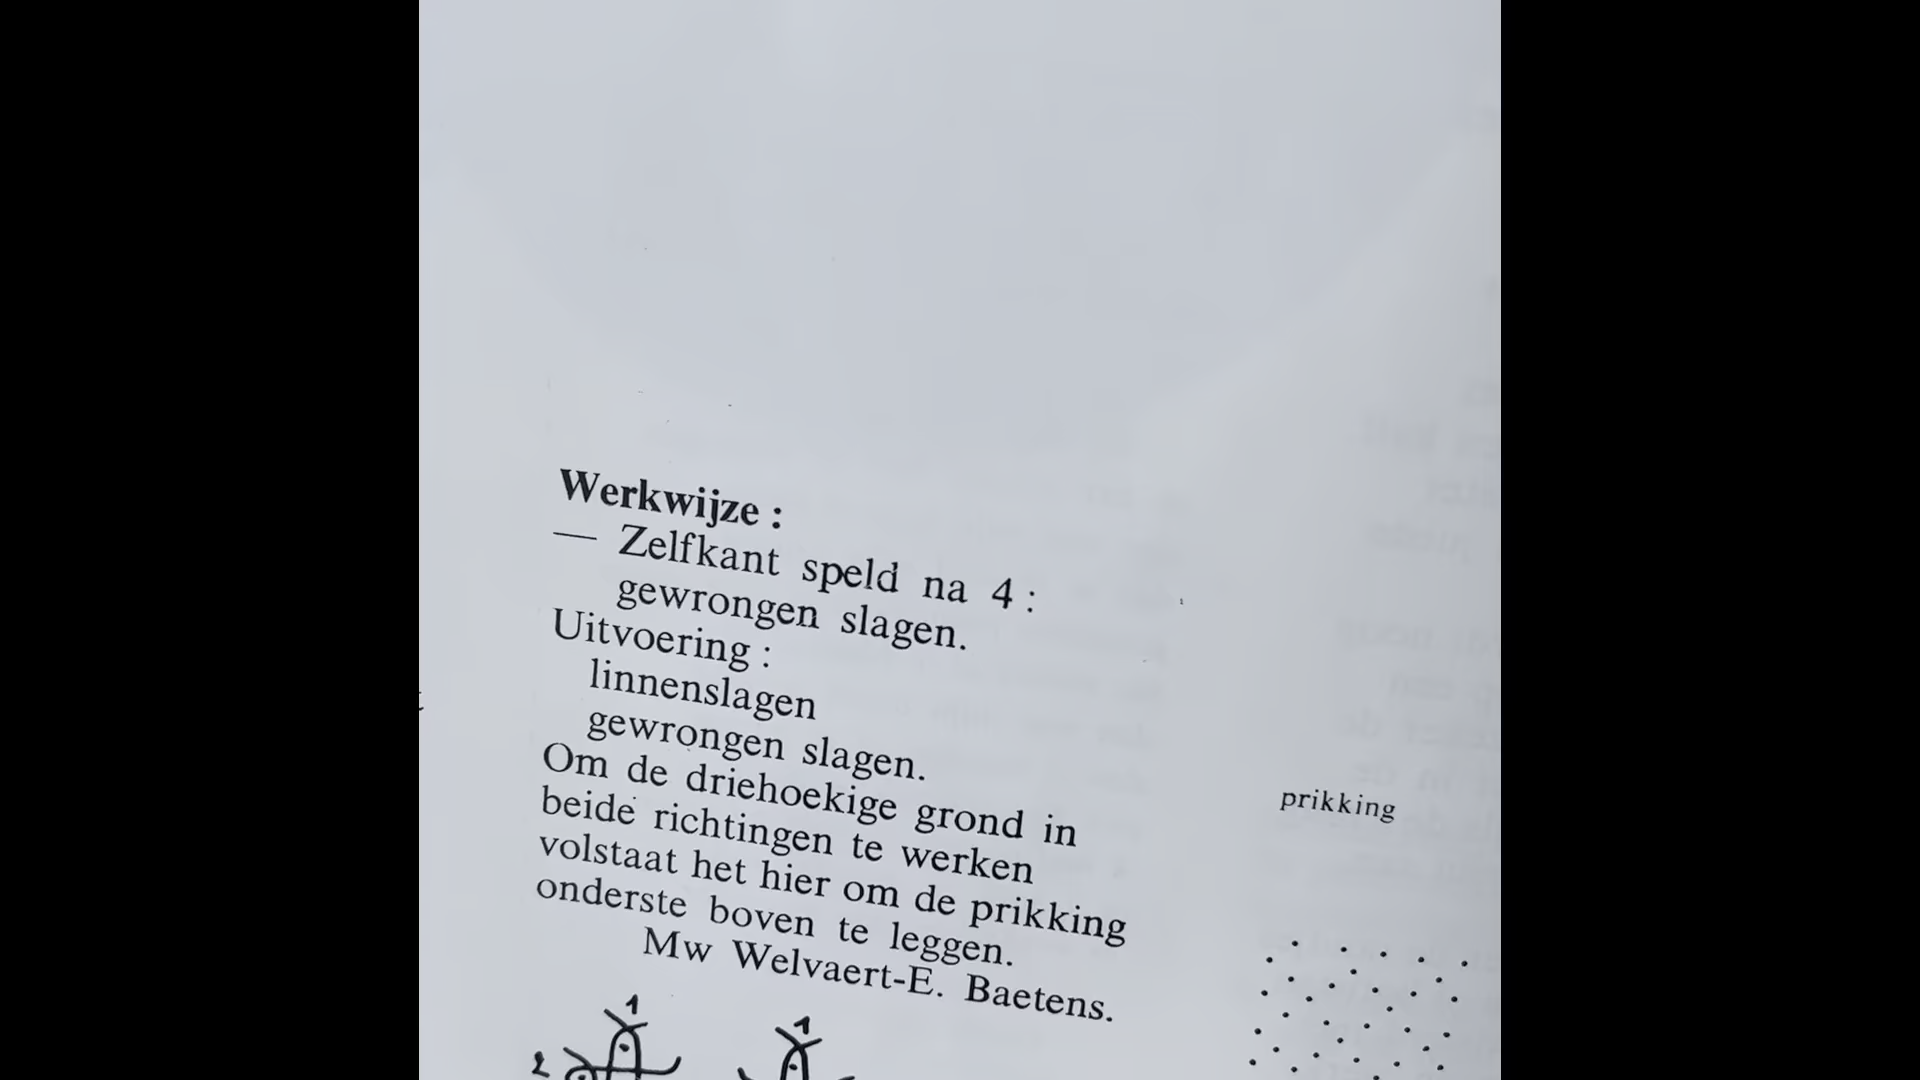 Werkwijze :
— Zelfkant speld na 4 :
gewrongen slagen.
Uitvoering :
linnenslagen
gewrongen slagen.
Om de driehoekige grond in
beide richtingen te werken
volstaat het hier om de prikking
onderste boven te leggen.
Mw Welvaert-E. Baetens.
prikking
1
1
2